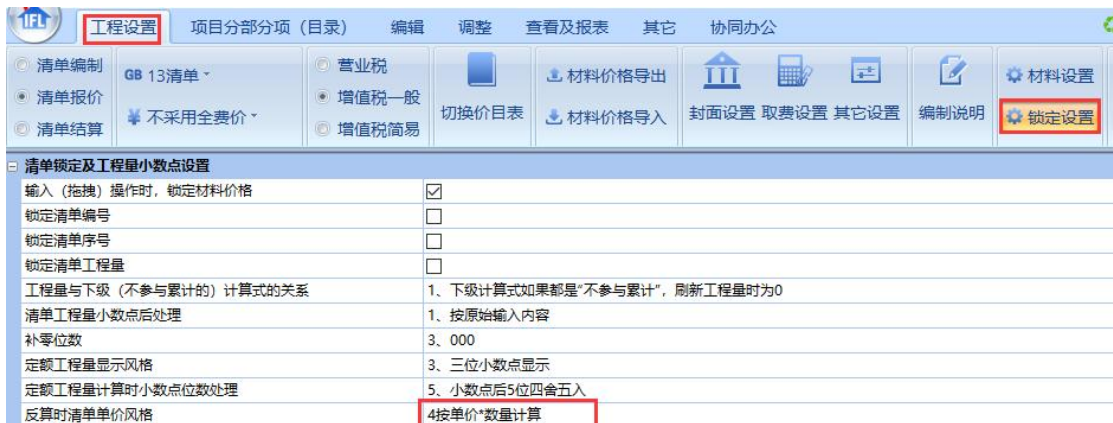 IFL
工程设置 项目分部分项（目录） 编辑 调整 查看及报表 其它 协同办公
清单编制
清单报价
清单结算
GB 13清单
¥ 不采用全费价
营业税
增值税一般
增值税简易
切换价目表
材料价格导出
材料价格导入
封面设置 取费设置 其它设置
编制说明
材料设置
锁定设置
清单锁定及工程量小数点设置
输入（拖拽）操作时，锁定材料价格
锁定清单编号
锁定清单序号
锁定清单工程量
工程量与下级（不参与累计的）计算式的关系 1、下级计算式如果都是“不参与累计”，刷新工程量时为0
清单工程量小数点后处理 1、按原始输入内容
补零位数 3、000
定额工程量显示风格 3、三位小数点显示
定额工程量计算时小数点位数处理 5、小数点后5位四舍五入
反算时清单单价风格 4按单价*数量计算